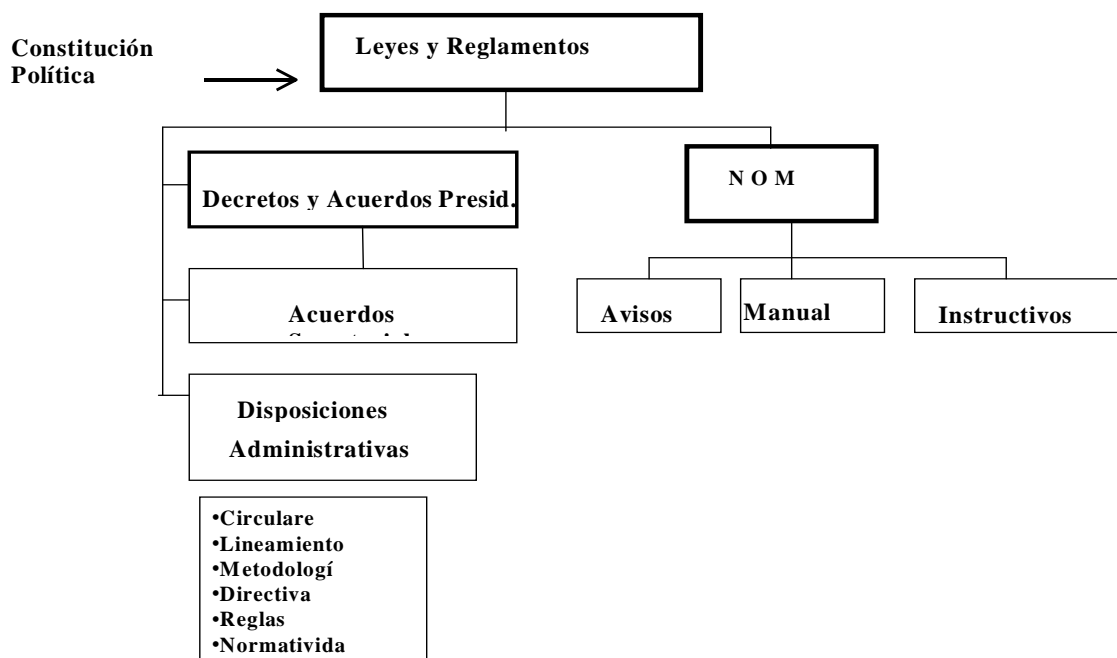 Constitución
Política
Leyes y Reglamentos
Decretos y Acuerdos Presid.
N O M
Acuerdos
Avisos
Manual
Instructivos
Disposiciones
Administrativas
•Circulare
•Lineamiento
•Metodologí
•Directiva
•Reglas
•Normativida